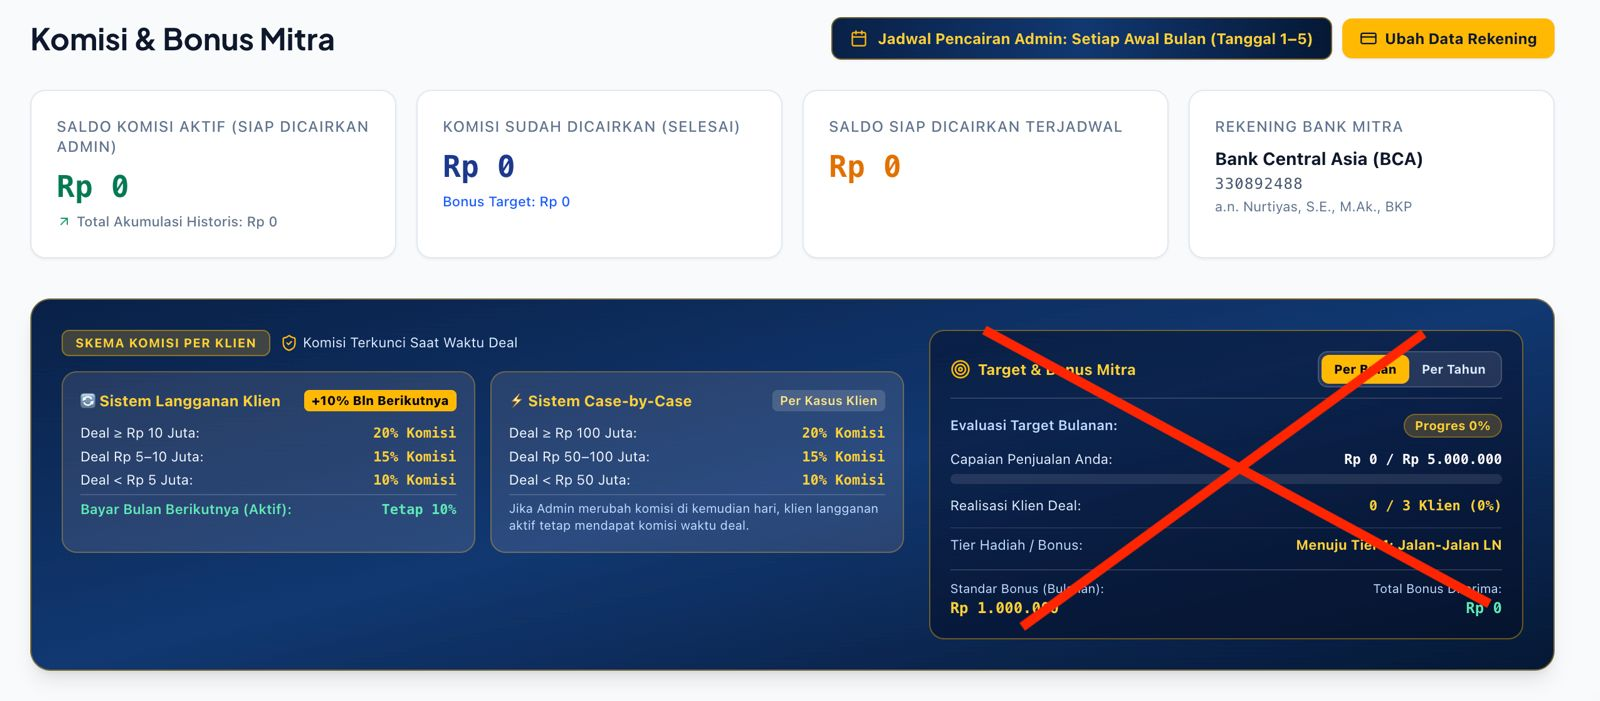 Komisi & Bonus Mitra
Jadwal Pencairan Admin: Setiap Awal Bulan (Tanggal 1–5)
Ubah Data Rekening
SALDO KOMISI AKTIF (SIAP DICAIRKAN
ADMIN)
Rp 0
Total Akumulasi Historis: Rp 0
KOMISI SUDAH DICAIRKAN (SELESAI)
Rp 0
Bonus Target: Rp 0
SALDO SIAP DICAIRKAN TERJADWAL
Rp 0
REKENING BANK MITRA
Bank Central Asia (BCA)
330892488
a.n. Nurtiyas, S.E., M.Ak., BKP
SKEMA KOMISI PER KLIEN
Komisi Terkunci Saat Waktu Deal
Sistem Langganan Klien
+10% Bln Berikutnya
Deal ≥ Rp 10 Juta: 20% Komisi
Deal Rp 5–10 Juta: 15% Komisi
Deal < Rp 5 Juta: 10% Komisi
Bayar Bulan Berikutnya (Aktif): Tetap 10%
Sistem Case-by-Case
Per Kasus Klien
Deal ≥ Rp 100 Juta: 20% Komisi
Deal Rp 50–100 Juta: 15% Komisi
Deal < Rp 50 Juta: 10% Komisi
Jika Admin merubah komisi di kemudian hari, klien langganan
aktif tetap mendapat komisi waktu deal.
Target & Bonus Mitra
Per Bulan
Per Tahun
Evaluasi Target Bulanan: Progres 0%
Capaian Penjualan Anda: Rp 0 / Rp 5.000.000
Realisasi Klien Deal: 0 / 3 Klien (0%)
Tier Hadiah / Bonus: Menuju Tier 1: Jalan-Jalan LN
Standar Bonus (Bulanan): Total Bonus Diterima:
Rp 1.000.000 Rp 0